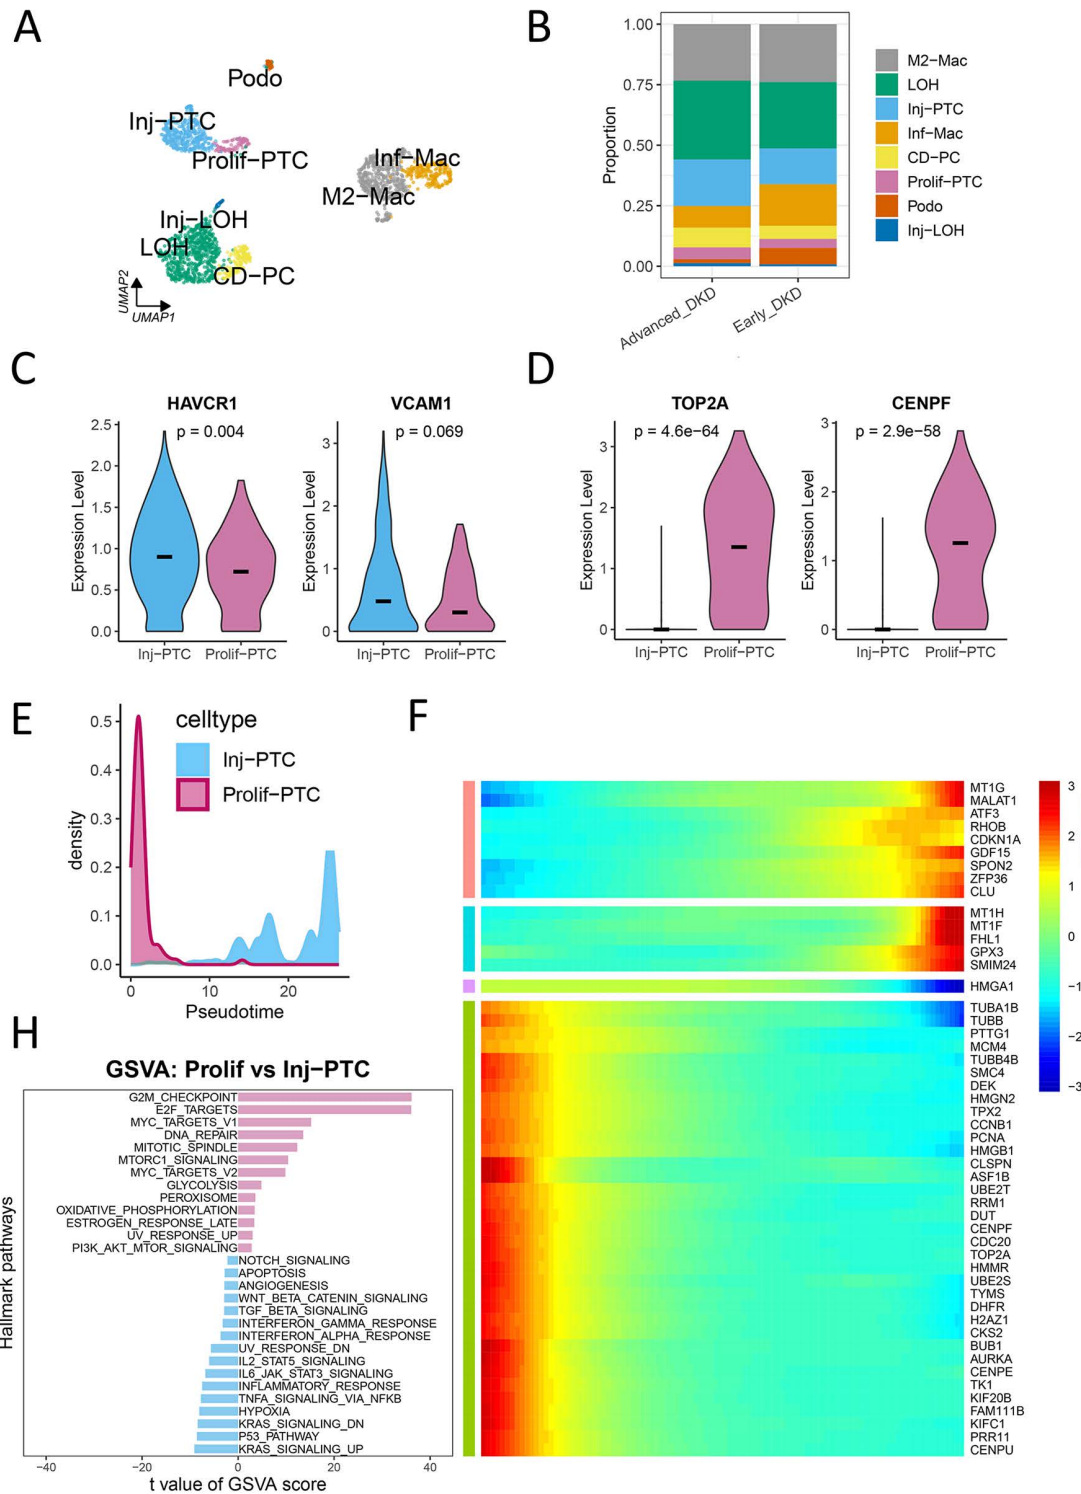 A
Podo
Inj-PTC
Prolif-PTC
Inf-Mac
M2-Mac
Inj-LOH
LOH
CD-PC
UMAP2
UMAP1
B
Proportion
1.00
0.75
0.50
0.25
0.00
Advanced_DKD
Early_DKD
M2-Mac
LOH
Inj-PTC
Inf-Mac
CD-PC
Prolif-PTC
Podo
Inj-LOH
C
HAVCR1
p = 0.004
Expression Level
2.5
2.0
1.5
1.0
0.5
0.0
Inj-PTC Prolif-PTC
VCAM1
p = 0.069
Expression Level
3
2
1
0
Inj-PTC Prolif-PTC
D
TOP2A
p = 4.6e-64
Expression Level
3
2
1
0
Inj-PTC Prolif-PTC
CENPF
p = 2.9e-58
Expression Level
3
2
1
0
Inj-PTC Prolif-PTC
E
celltype
Inj-PTC
Prolif-PTC
density
0.5
0.4
0.3
0.2
0.1
0.0
0 10 20
Pseudotime
F
MT1G
MALAT1
ATF3
RHOB
CDKN1A
GDF15
SPON2
ZFP36
CLU
MT1H
MT1F
FHL1
GPX3
SMIM24
HMGA1
TUBA1B
TUBB
PTTG1
MCM4
TUBB4B
SMC4
DEK
HMGN2
TPX2
CCNB1
PCNA
HMGB1
CLSPN
ASF1B
UBE2T
RRM1
DUT
CENPF
CDC20
TOP2A
HMMR
UBE2S
TYMS
DHFR
H2AZ1
CKS2
BUB1
AURKA
CENPE
TK1
KIF20B
FAM111B
KIFC1
PRR11
CENPU
3
2
1
0
-1
-2
-3
H
GSVA: Prolif vs Inj-PTC
Hallmark pathways
G2M_CHECKPOINT
E2F_TARGETS
MYC_TARGETS_V1
DNA_REPAIR
MITOTIC_SPINDLE
MTORC1_SIGNALING
MYC_TARGETS_V2
GLYCOLYSIS
PEROXISOME
OXIDATIVE_PHOSPHORYLATION
ESTROGEN_RESPONSE_LATE
UV_RESPONSE_UP
PI3K_AKT_MTOR_SIGNALING
NOTCH_SIGNALING
APOPTOSIS
ANGIOGENESIS
WNT_BETA_CATENIN_SIGNALING
TGF_BETA_SIGNALING
INTERFERON_GAMMA_RESPONSE
INTERFERON_ALPHA_RESPONSE
UV_RESPONSE_DN
IL2_STAT5_SIGNALING
IL6_JAK_STAT3_SIGNALING
INFLAMMATORY_RESPONSE
TNFA_SIGNALING_VIA_NFKB
HYPOXIA
KRAS_SIGNALING_DN
P53_PATHWAY
KRAS_SIGNALING_UP
-40 -20 0 20 40
t value of GSVA score